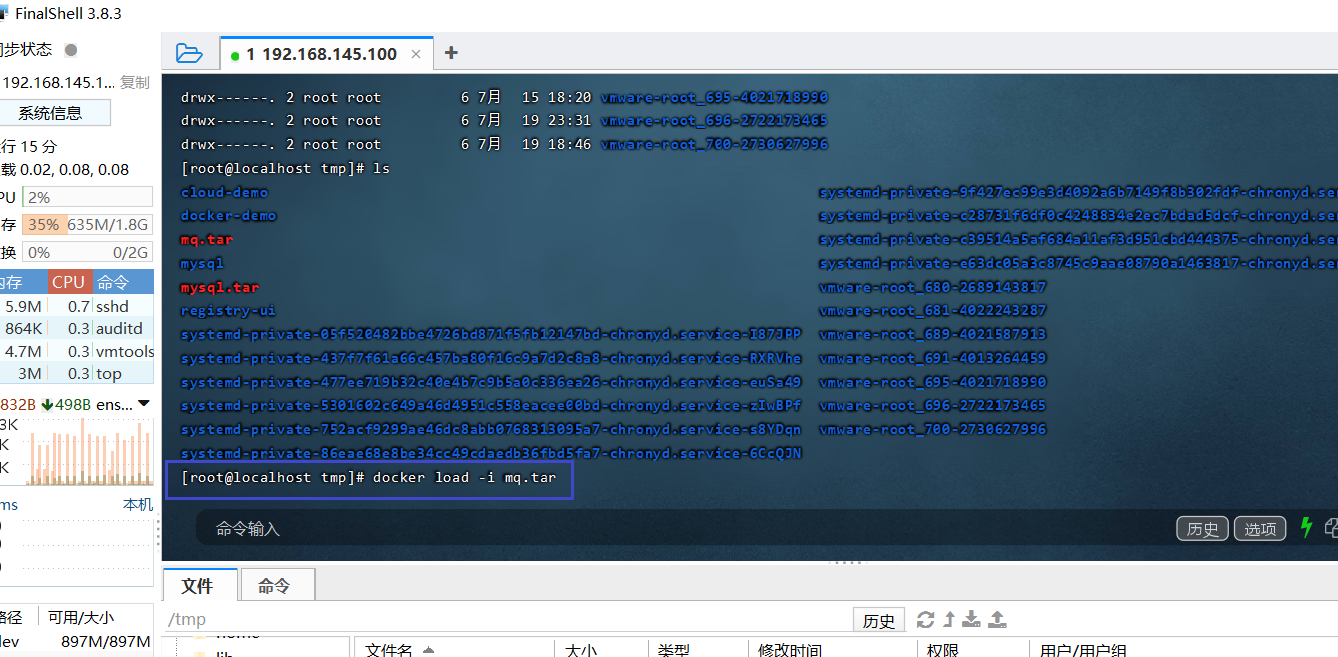 FinalShell 3.8.3
步状态
192.168.145.1... 复制
系统信息
行 15 分
载 0.02, 0.08, 0.08
PU 2%
存 35% 635M/1.8G
换 0% 0/2G
内存 CPU 命令
5.9M 0.7 sshd
864K 0.3 auditd
4.7M 0.3 vmtools
3M 0.3 top
832B 498B ens...
3K
K
K
ms 本机
路径 可用/大小
dev 897M/897M
1 192.168.145.100 × +
drwx------. 2 root root 6 7月 15 18:20 vmware-root_695-4021718990
drwx------. 2 root root 6 7月 19 23:31 vmware-root_696-2722173465
drwx------. 2 root root 6 7月 19 18:46 vmware-root_700-2730627996
[root@localhost tmp]# ls
cloud-demo systemd-private-9f427ec99e3d4092a6b7149f8b302fdf-chronyd.ser
docker-demo systemd-private-c28731f6df0c4248834e2ec7bdad5dcf-chronyd.ser
mq.tar systemd-private-c39514a5af684a11af3d951cbd444375-chronyd.ser
mysql systemd-private-e63dc05a3c8745c9aae08790a1463817-chronyd.ser
mysql.tar vmware-root_680-2689143817
registry-ui vmware-root_681-4022243287
systemd-private-05f520482bbe4726bd871f5fb12147bd-chronyd.service-I87JPP vmware-root_689-4021587913
systemd-private-437f7f61a66c457ba80f16c9a7d2c8a8-chronyd.service-RXRVhe vmware-root_691-4013264459
systemd-private-477ee719b32c40e4b7c9b5a0c336ea26-chronyd.service-euSa49 vmware-root_695-4021718990
systemd-private-5301602c649a46d4951c558eacee00bd-chronyd.service-zIwBPf vmware-root_696-2722173465
systemd-private-752acf9299ae46dc8abb0768313095a7-chronyd.service-s8YDqn vmware-root_700-2730627996
systemd-private-86eae68e8be34cc49cdaedb36fbd5fa7-chronyd.service-6CcQJN
[root@localhost tmp]# docker load -i mq.tar
命令输入 历史 选项
文件 命令
/tmp 历史
home
lib
文件名 大小 类型 修改时间 权限 用户/用户组